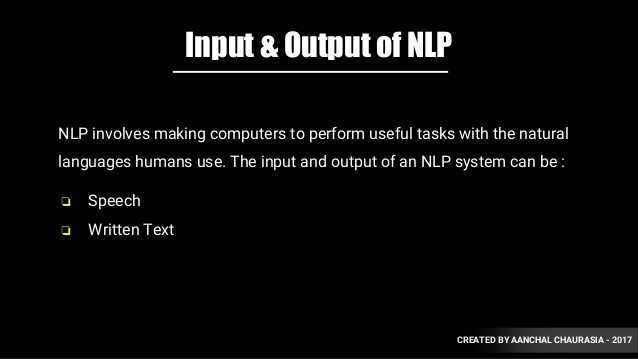 Input & Output of NLP
NLP involves making computers to perform useful tasks with the natural
languages humans use. The input and output of an NLP system can be :
❏ Speech
❏ Written Text
CREATED BY AANCHAL CHAURASIA - 2017